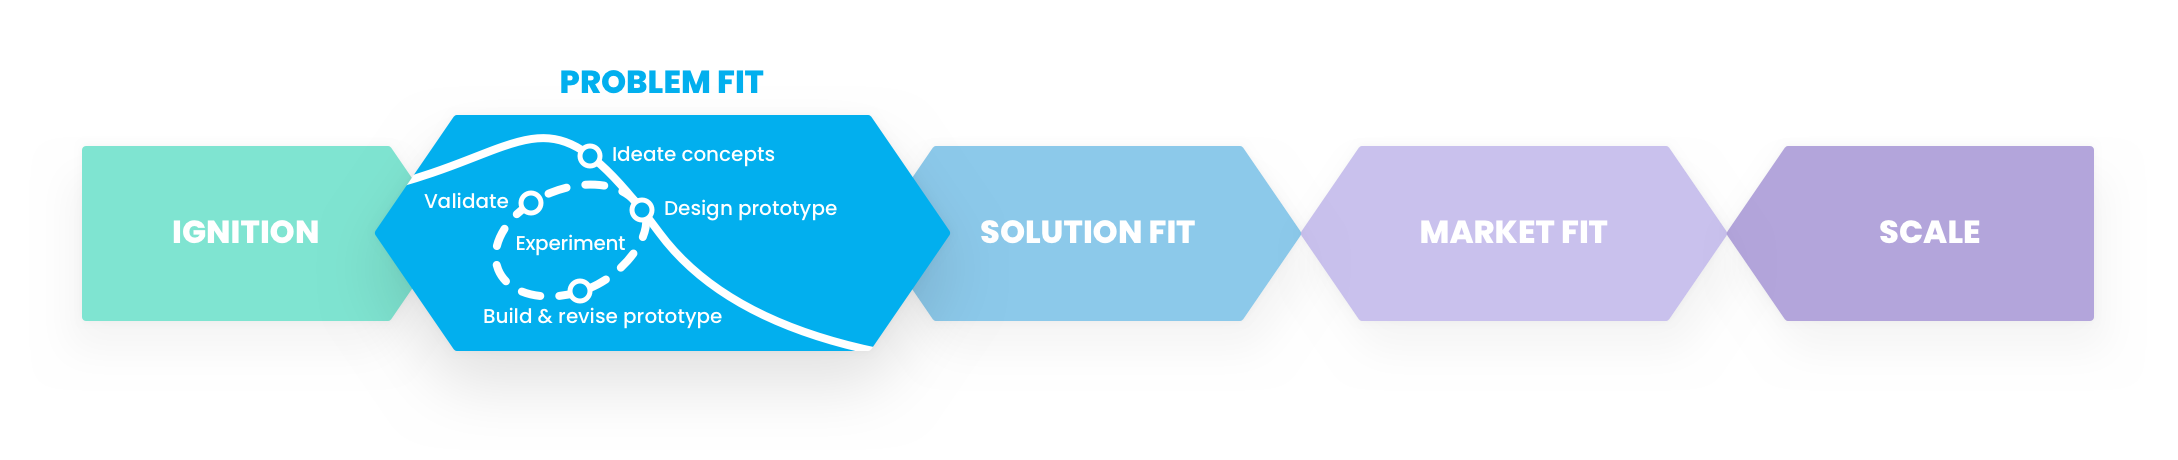 PROBLEM FIT
IGNITION
Ideate concepts
Validate
Design prototype
Experiment
Build & revise prototype
SOLUTION FIT
MARKET FIT
SCALE